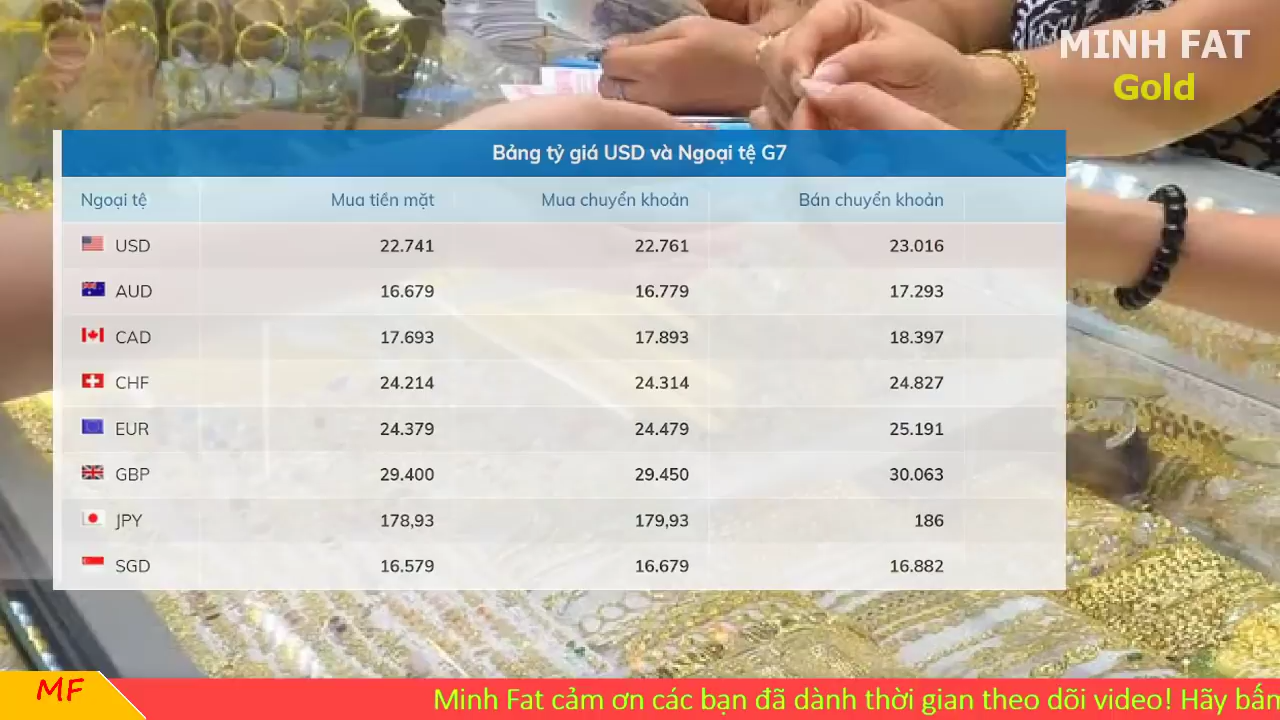 MINH FAT
Gold
Bảng tỷ giá USD và Ngoại tệ G7
Ngoại tệ Mua tiền mặt Mua chuyển khoản Bán chuyển khoản
USD 22.741 22.761 23.016
AUD 16.679 16.779 17.293
CAD 17.693 17.893 18.397
CHF 24.214 24.314 24.827
EUR 24.379 24.479 25.191
GBP 29.400 29.450 30.063
JPY 178,93 179,93 186
SGD 16.579 16.679 16.882
MF
Minh Fat cảm ơn các bạn đã dành thời gian theo dõi video! Hãy bấn